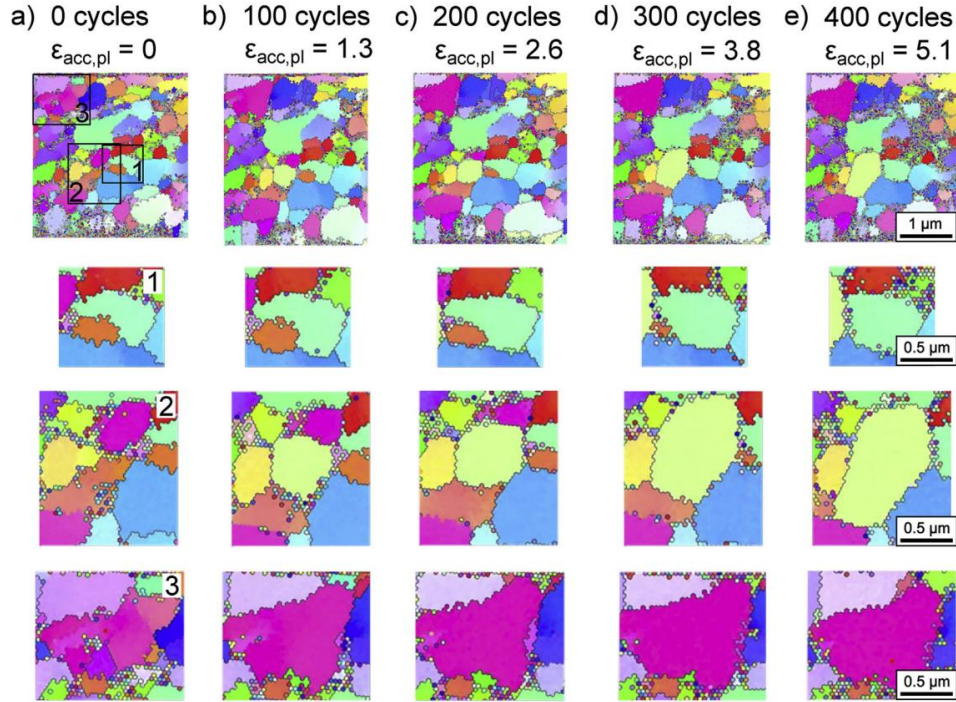 a) 0 cycles b) 100 cycles c) 200 cycles d) 300 cycles e) 400 cycles
εacc,pl = 0 εacc,pl = 1.3 εacc,pl = 2.6 εacc,pl = 3.8 εacc,pl = 5.1
3
1
2
1 µm
1
0.5 µm
2
0.5 µm
3
0.5 µm